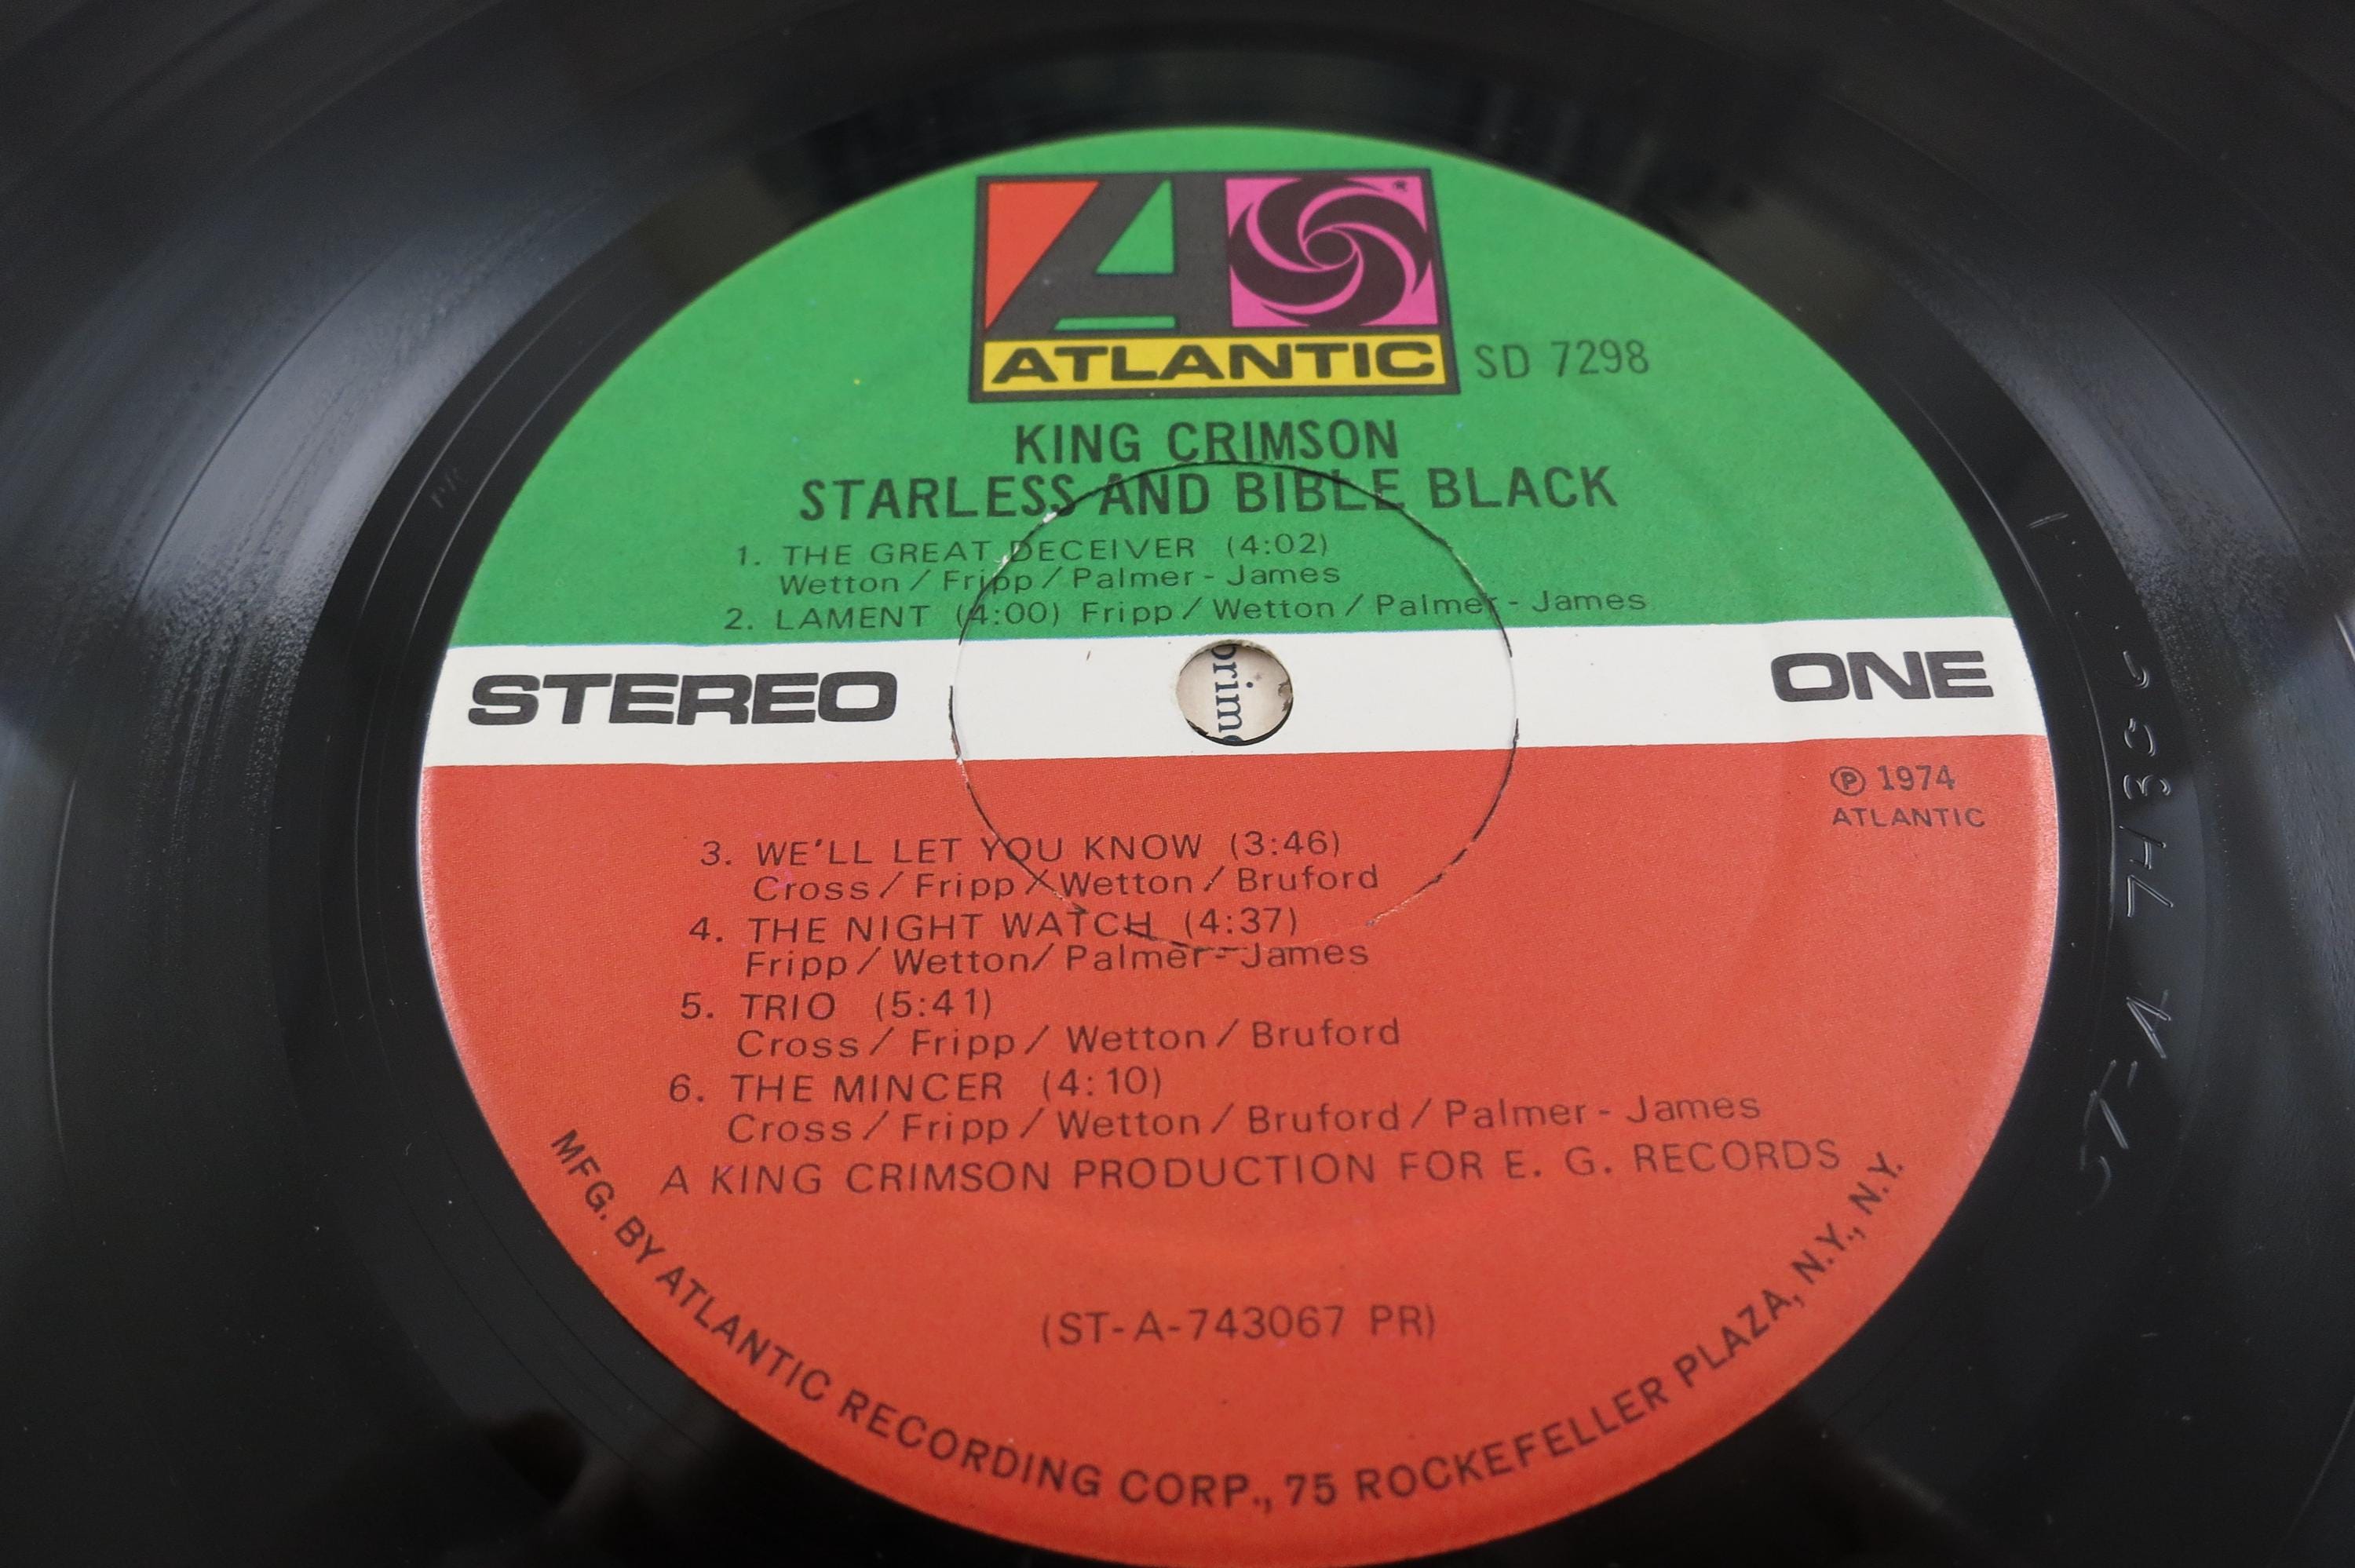 ATLANTIC
SD 7298
KING CRIMSON
STARLESS AND BIBLE BLACK
1. THE GREAT DECEIVER (4:02)
Wetton / Fripp / Palmer - James
2. LAMENT (4:00) Fripp / Wetton / Palmer - James
STEREO
ONE
℗ 1974
ATLANTIC
3. WE'LL LET YOU KNOW (3:46)
Cross / Fripp / Wetton / Bruford
4. THE NIGHT WATCH (4:37)
Fripp / Wetton / Palmer - James
5. TRIO (5:41)
Cross / Fripp / Wetton / Bruford
6. THE MINCER (4:10)
Cross / Fripp / Wetton / Bruford / Palmer - James
A KING CRIMSON PRODUCTION FOR E. G. RECORDS
(ST-A-743067 PR)
MFG. BY ATLANTIC RECORDING CORP., 75 ROCKEFELLER PLAZA, N.Y., N.Y.